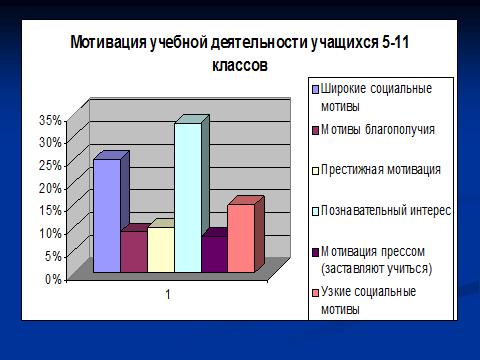 Мотивация учебной деятельности учащихся 5-11
классов
35%
30%
25%
20%
15%
10%
5%
0%
1
Широкие социальные
мотивы
Мотивы благополучия
Престижная мотивация
Познавательный интерес
Мотивация прессом
(заставляют учиться)
Узкие социальные
мотивы